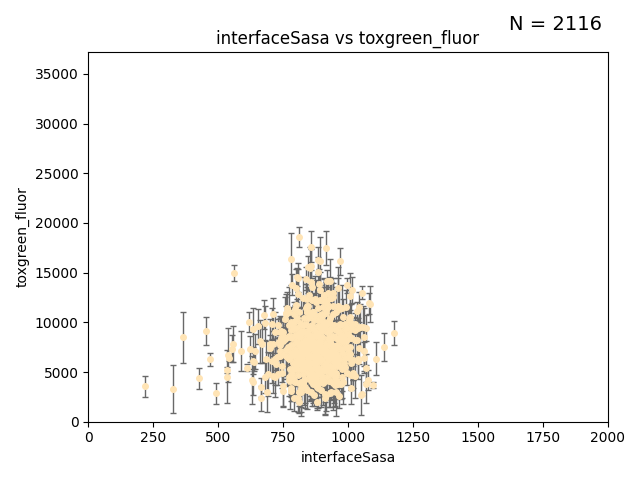 N = 2116
interfaceSasa vs toxgreen_fluor
35000
30000
25000
20000
15000
10000
5000
0
toxgreen_fluor
0 250 500 750 1000 1250 1500 1750 2000
interfaceSasa